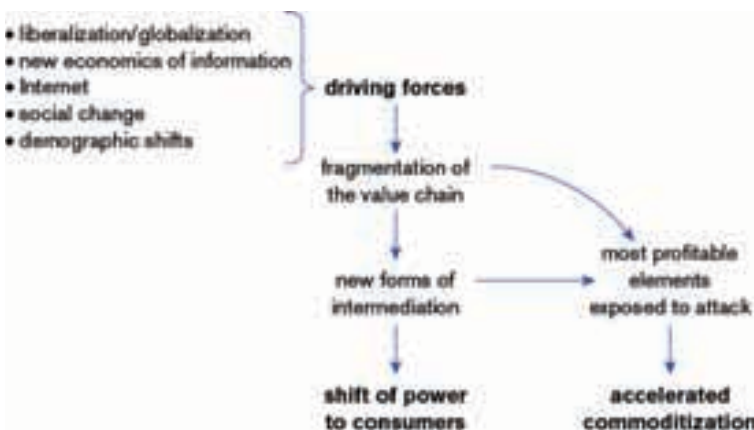 • liberalization/globalization
• new economics of information
• Internet
• social change
• demographic shifts
driving forces
fragmentation of
the value chain
new forms of
intermediation
most profitable
elements
exposed to attack
shift of power
to consumers
accelerated
commoditization